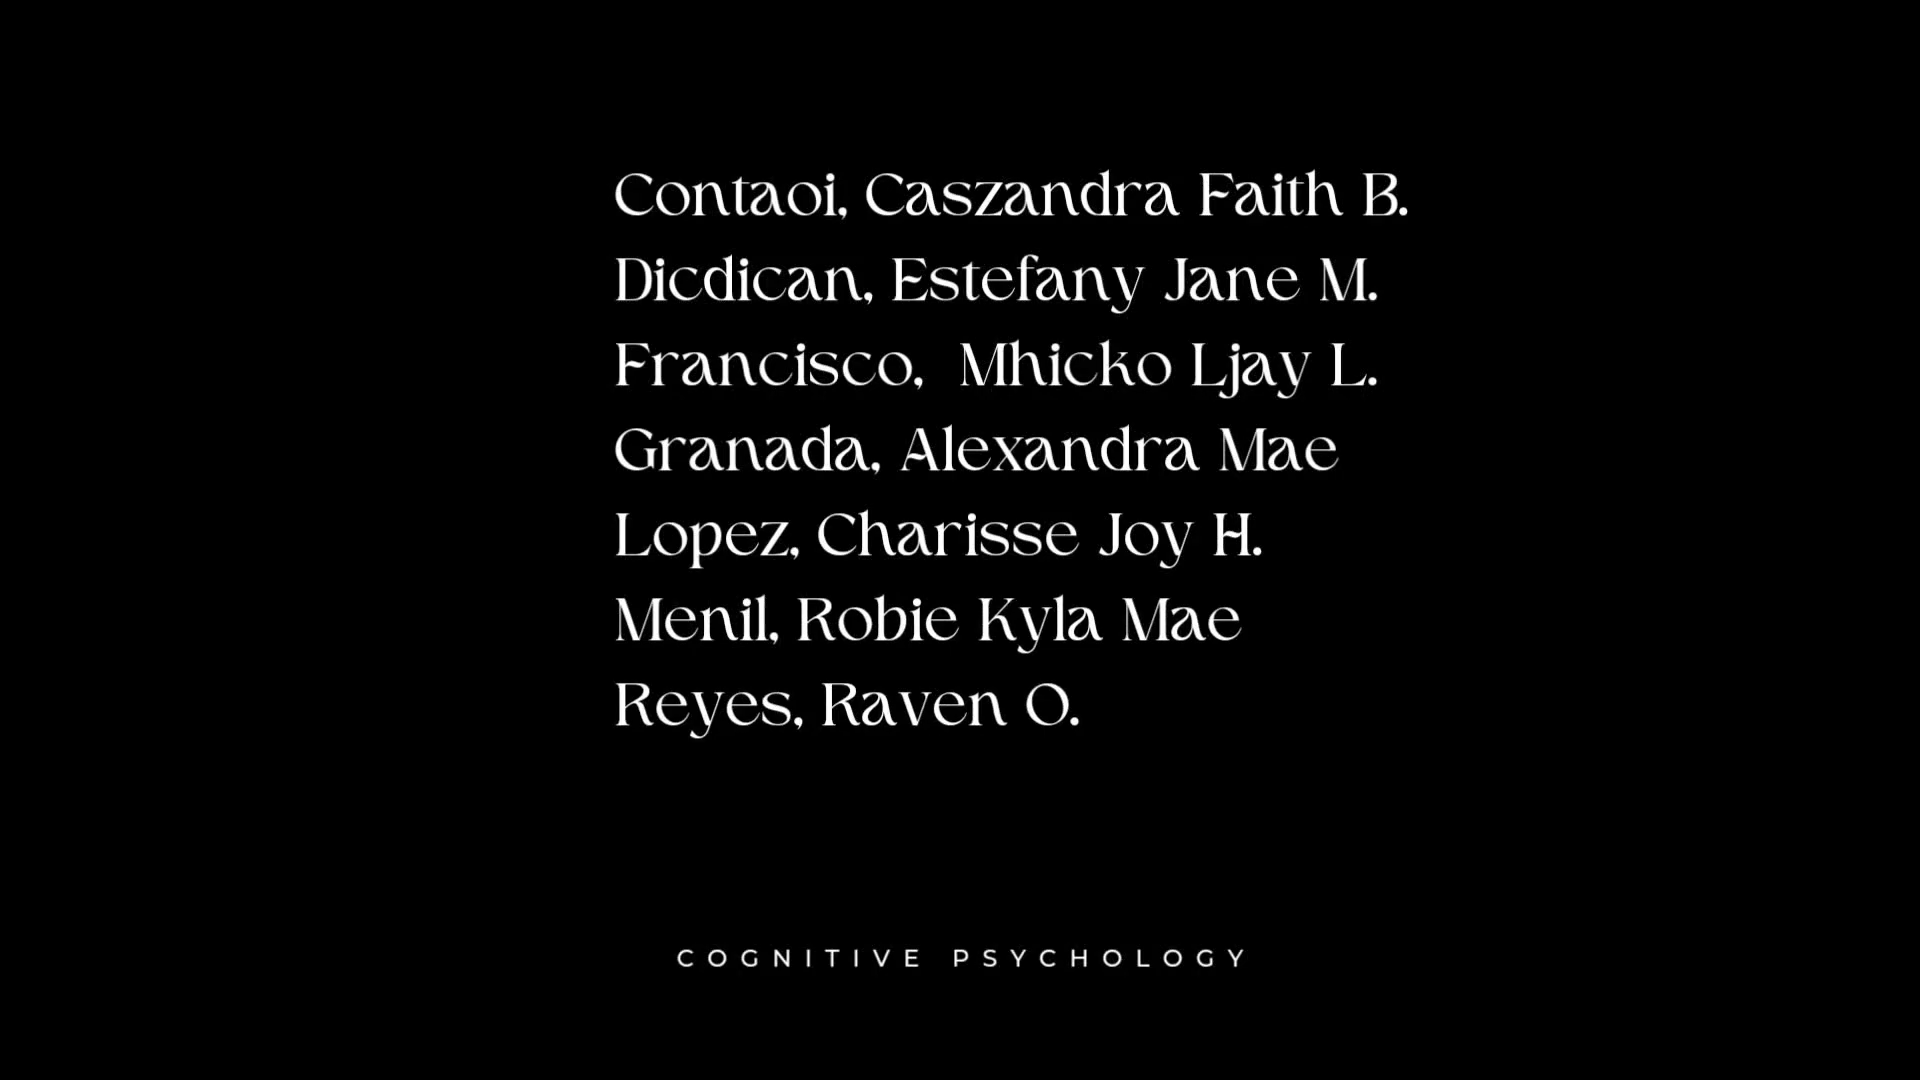 Contaoi, Caszandra Faith B.
Dicdican, Estefany Jane M.
Francisco,  Mhicko Ljay L.
Granada, Alexandra Mae
Lopez, Charisse Joy H.
Menil, Robie Kyla Mae
Reyes, Raven O.
COGNITIVE PSYCHOLOGY